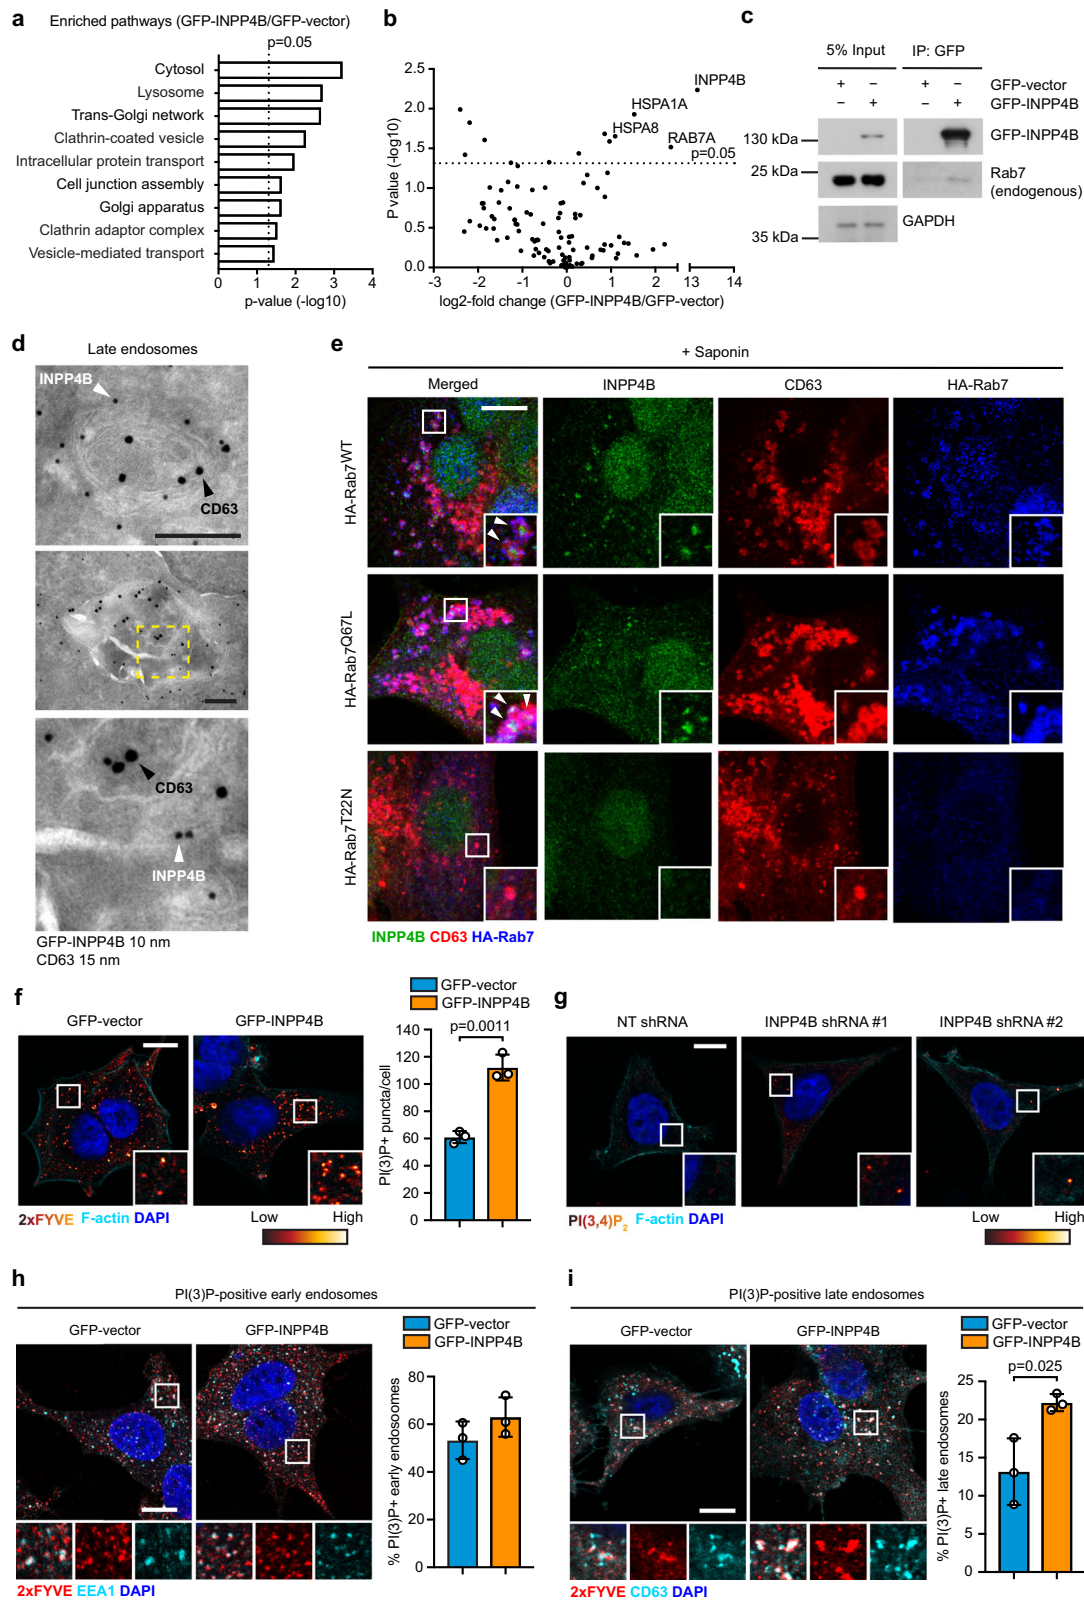 a
Enriched pathways (GFP-INPP4B/GFP-vector)
p=0.05
Cytosol
Lysosome
Trans-Golgi network
Clathrin-coated vesicle
Intracellular protein transport
Cell junction assembly
Golgi apparatus
Clathrin adaptor complex
Vesicle-mediated transport
0 1 2 3 4
p-value (-log10)
b
P value (-log10)
2.5
2.0
1.5
1.0
0.5
0.0
INPP4B
HSPA1A
HSPA8
RAB7A
p=0.05
-3 -2 -1 0 1 2 13 14
log2-fold change (GFP-INPP4B/GFP-vector)
c
5% Input IP: GFP
+ – + – GFP-vector
– + – + GFP-INPP4B
130 kDa GFP-INPP4B
25 kDa Rab7
(endogenous)
35 kDa GAPDH
d
Late endosomes
INPP4B
CD63
CD63
INPP4B
GFP-INPP4B 10 nm
CD63 15 nm
e
+ Saponin
Merged INPP4B CD63 HA-Rab7
HA-Rab7WT
HA-Rab7Q67L
HA-Rab7T22N
INPP4B CD63 HA-Rab7
f
GFP-vector GFP-INPP4B
2xFYVE F-actin DAPI
Low High
GFP-vector
GFP-INPP4B
p=0.0011
PI(3)P+ puncta/cell
140
120
100
80
60
40
20
0
g
NT shRNA INPP4B shRNA #1 INPP4B shRNA #2
PI(3,4)P2 F-actin DAPI
Low High
h
PI(3)P-positive early endosomes
GFP-vector GFP-INPP4B
2xFYVE EEA1 DAPI
GFP-vector
GFP-INPP4B
% PI(3)P+ early endosoomes
80
60
40
60
0
i
PI(3)P-positive late endosomes
GFP-vector GFP-INPP4B
2xFYVE CD63 DAPI
GFP-vector
GFP-INPP4B
p=0.025
% PI(3)P+ late endosomes
25
20
15
10
5
0